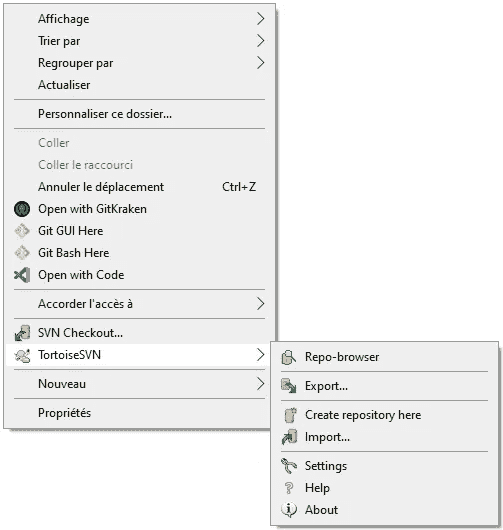 Affichage
Trier par
Regrouper par
Actualiser
Personnaliser ce dossier...
Coller
Coller le raccourci
Annuler le déplacement Ctrl+Z
Open with GitKraken
Git GUI Here
Git Bash Here
Open with Code
Accorder l'accès à
SVN Checkout...
TortoiseSVN
Nouveau
Propriétés
Repo-browser
Export...
Create repository here
Import...
Settings
Help
About